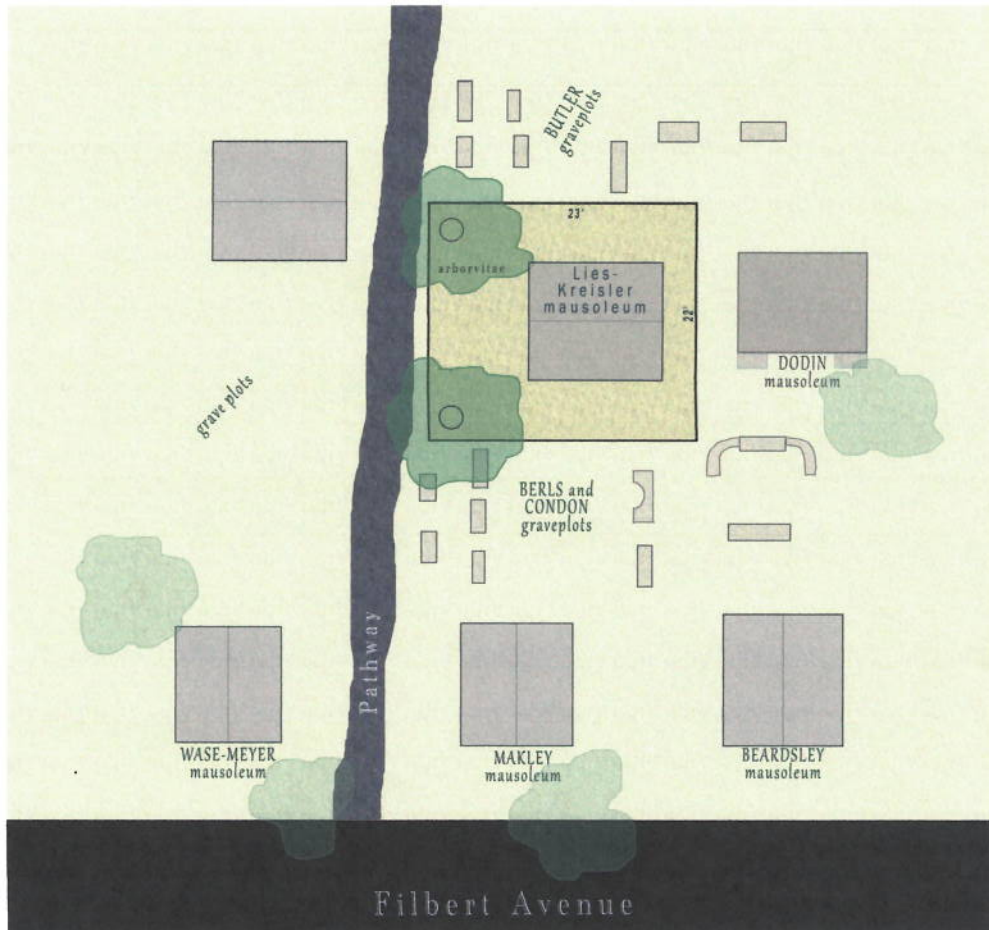 BUTLER
graveplots
23'
arborvitae
Lies-
Kreisler
mausoleum
22'
DODIN
mausoleum
grave plots
BERLS and
CONDON
graveplots
Pathway
WASE-MEYER
mausoleum
MAKLEY
mausoleum
BEARDSLEY
mausoleum
Filbert Avenue